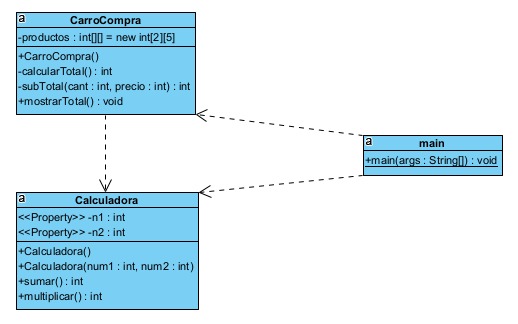 a
CarroCompra
-productos : int[][] = new int[2][5]
+CarroCompra()
-calcularTotal() : int
-subTotal(cant : int, precio : int) : int
+mostrarTotal() : void
a
main
+main(args : String[]) : void
a
Calculadora
<<Property>> -n1 : int
<<Property>> -n2 : int
+Calculadora()
+Calculadora(num1 : int, num2 : int)
+sumar() : int
+multiplicar() : int